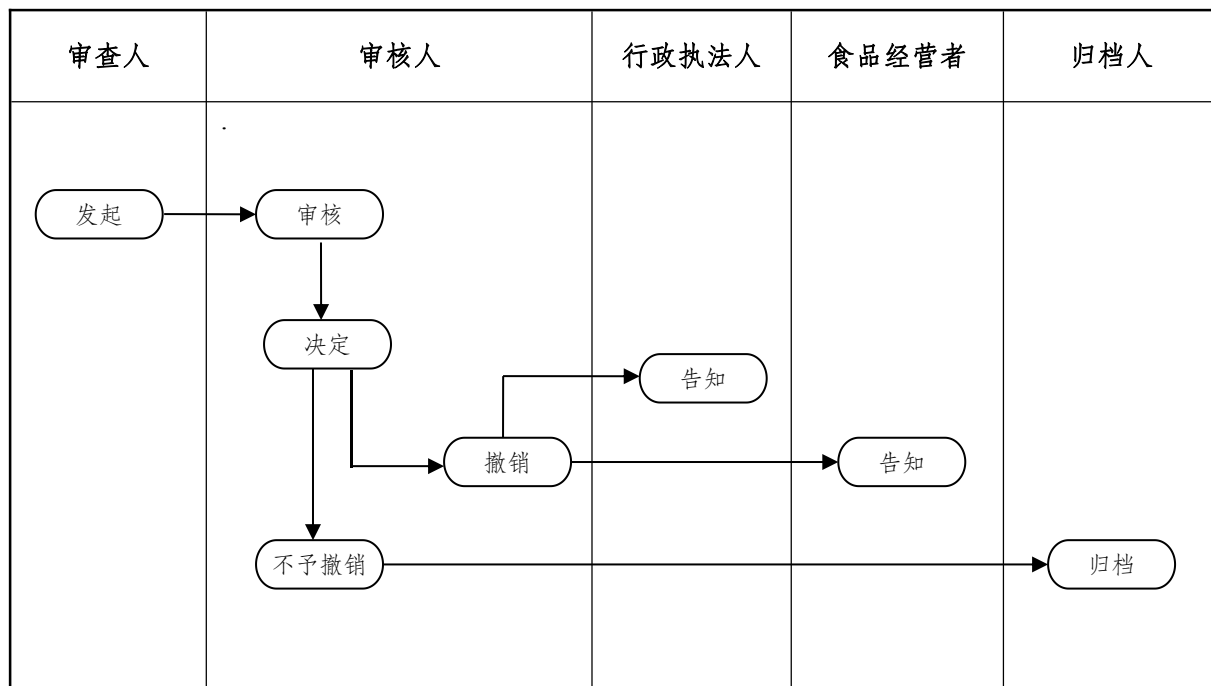 审查人
审核人
行政执法人
食品经营者
归档人
发起
审核
决定
告知
撤销
告知
不予撤销
归档